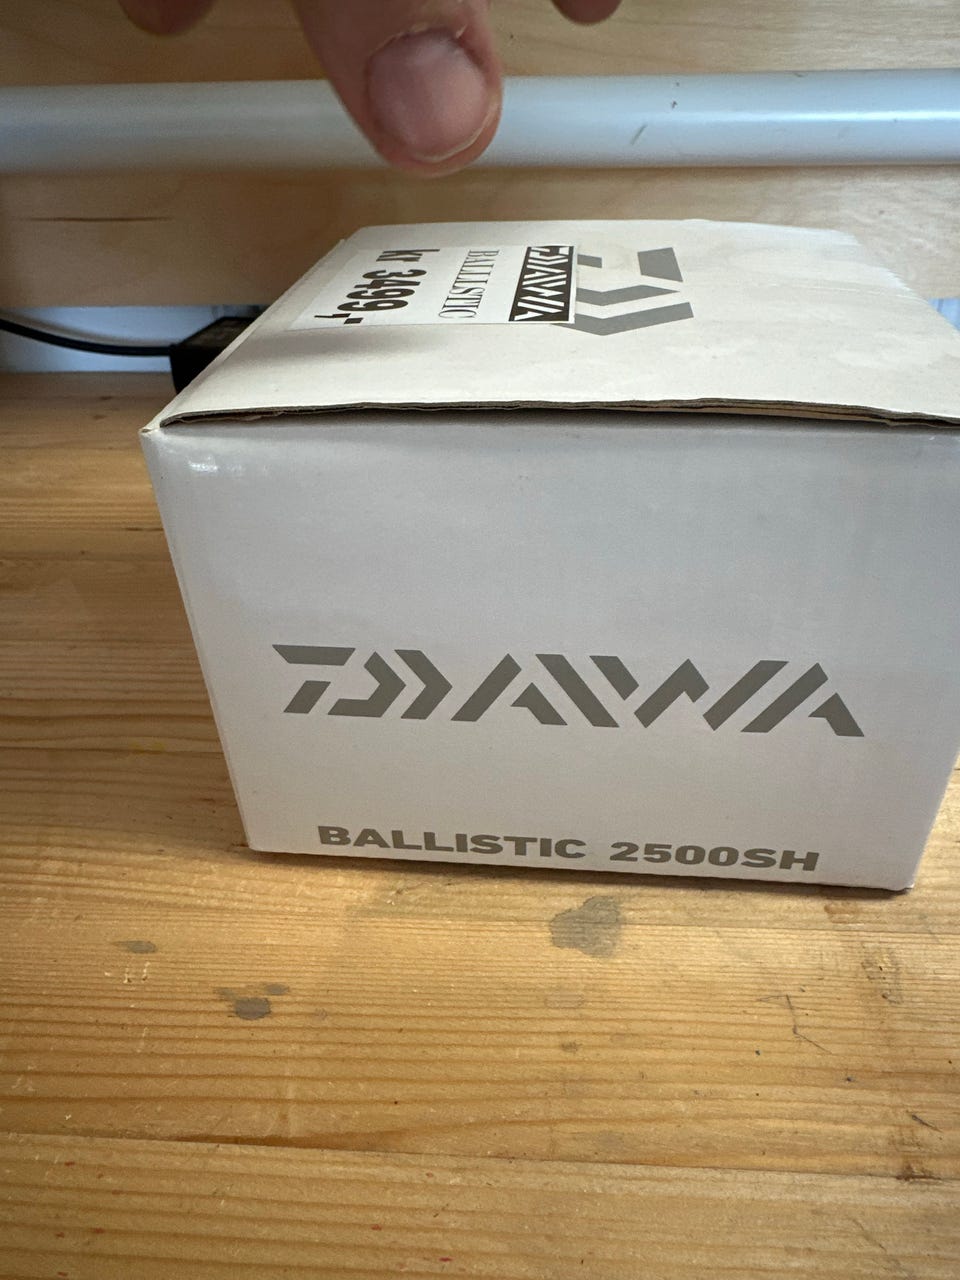 kr 3499,-
BALLISTIC
DAIWA
DAIWA
BALLISTIC 2500SH